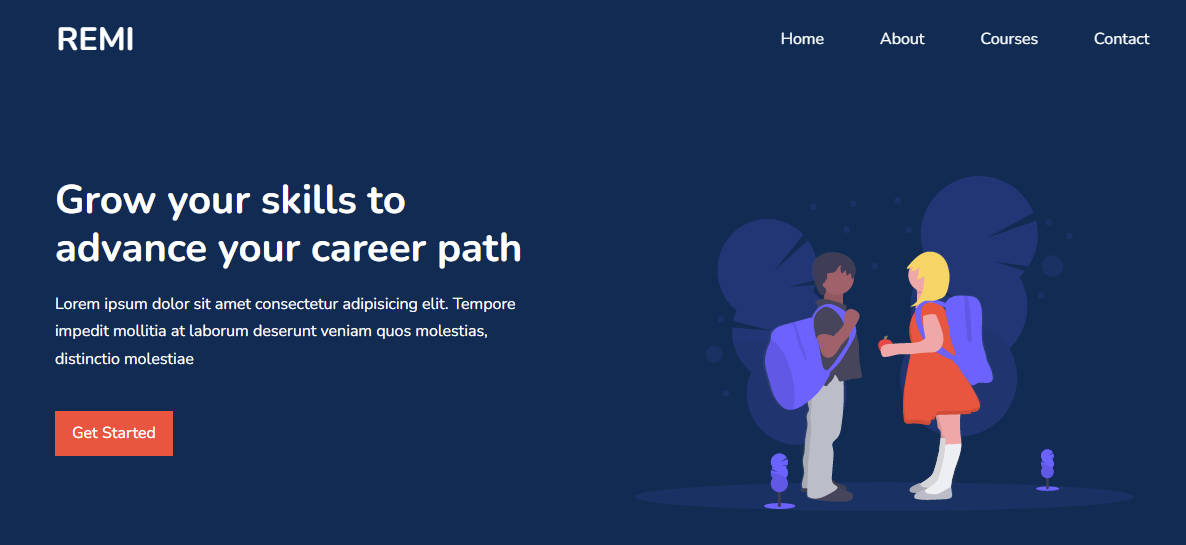 REMI
Home About Courses Contact
Grow your skills to
advance your career path
Lorem ipsum dolor sit amet consectetur adipisicing elit. Tempore
impedit mollitia at laborum deserunt veniam quos molestias,
distinctio molestiae
Get Started